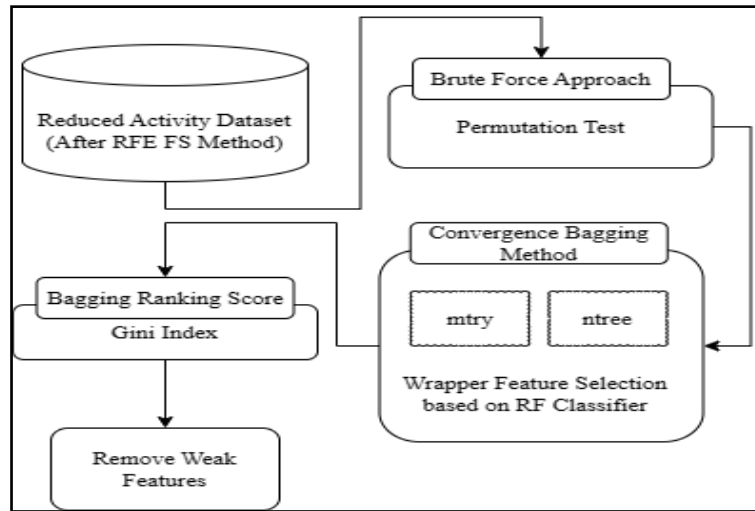 Reduced Activity Dataset
(After RFE FS Method)
Brute Force Approach
Permutation Test
Convergence Bagging
Method
mtry
ntree
Wrapper Feature Selection
based on RF Classifier
Bagging Ranking Score
Gini Index
Remove Weak
Features